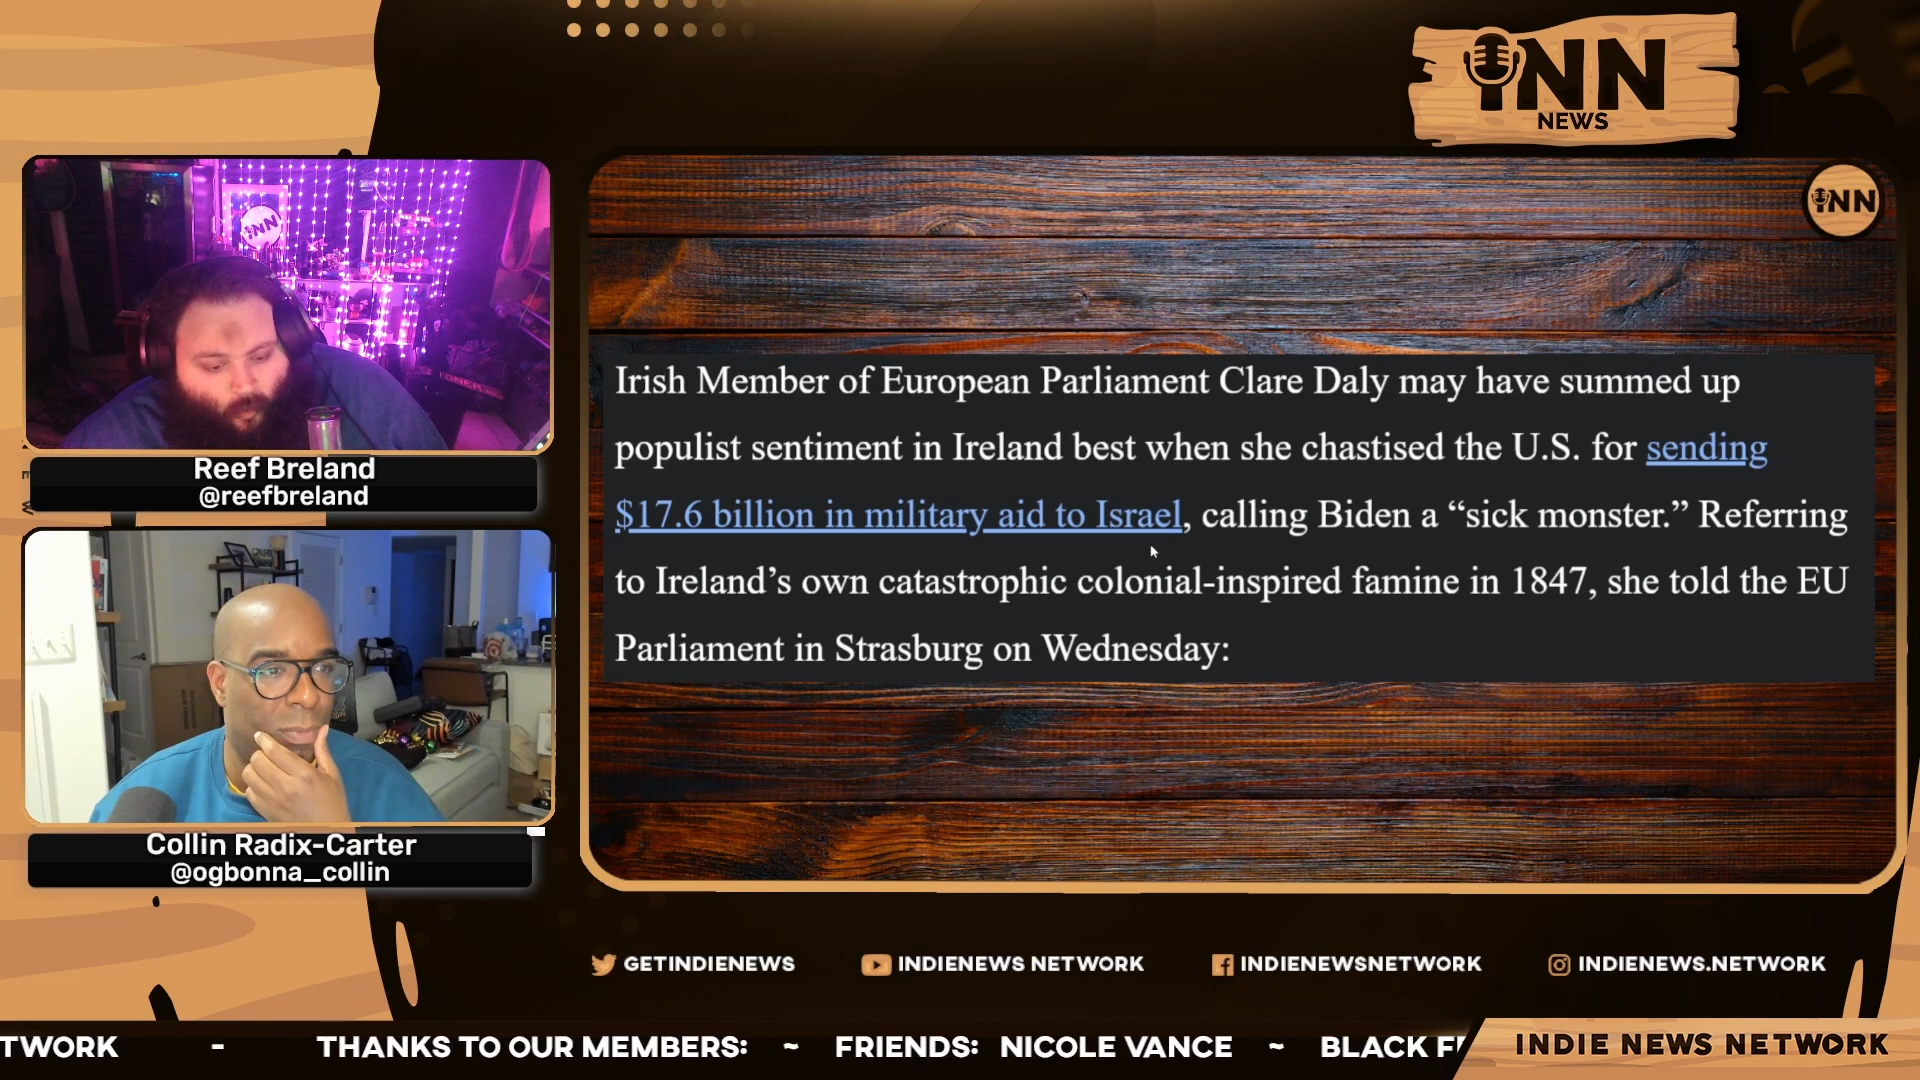 iNN
NEWS
iNN
iNN
Reef Breland
@reefbreland
Collin Radix-Carter
@ogbonna_collin
Irish Member of European Parliament Clare Daly may have summed up
populist sentiment in Ireland best when she chastised the U.S. for sending
$17.6 billion in military aid to Israel, calling Biden a “sick monster.” Referring
to Ireland’s own catastrophic colonial-inspired famine in 1847, she told the EU
Parliament in Strasburg on Wednesday:
GETINDIENEWS
INDIENEWS NETWORK
INDIENEWSNETWORK
INDIENEWS.NETWORK
TWORK - THANKS TO OUR MEMBERS: ~ FRIENDS: NICOLE VANCE ~ BLACK
INDIE NEWS NETWORK